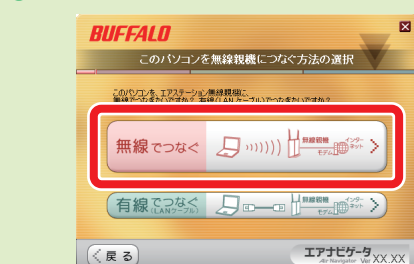 BUFFALO
このパソコンを無線親機につなぐ方法の選択
このパソコンを、エアステーション無線親機に、
無線でつなぎたいですか? 有線(LANケーブル)でつなぎたいですか?
無線でつなぐ
無線親機
モデム
インターネット
有線でつなぐ
(LANケーブル)
無線親機
モデム
インターネット
戻る
エアナビゲータ
Air Navigator Ver XX.XX